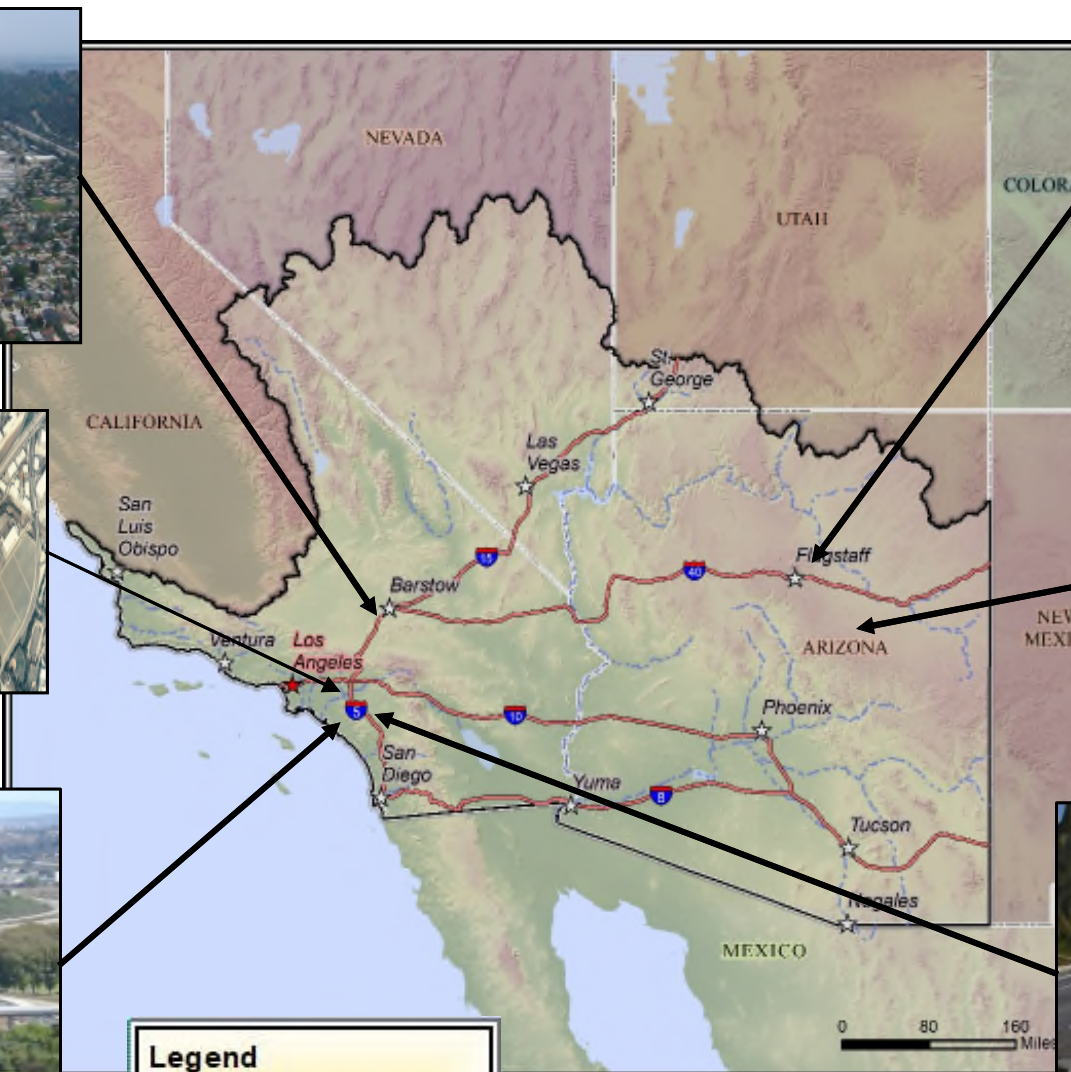 NEVADA
COLOR
UTAH
St.
George
CALIFORNIA
Las
Vegas
San
Luis
Obispo
15
Flagstaff
40
Barstow
NEW
MEXI
Ventura
Los
Angeles
ARIZONA
5
10
Phoenix
San
Diego
Yuma
8
Tucson
Nogales
MEXICO
0 80 160
Miles
Legend